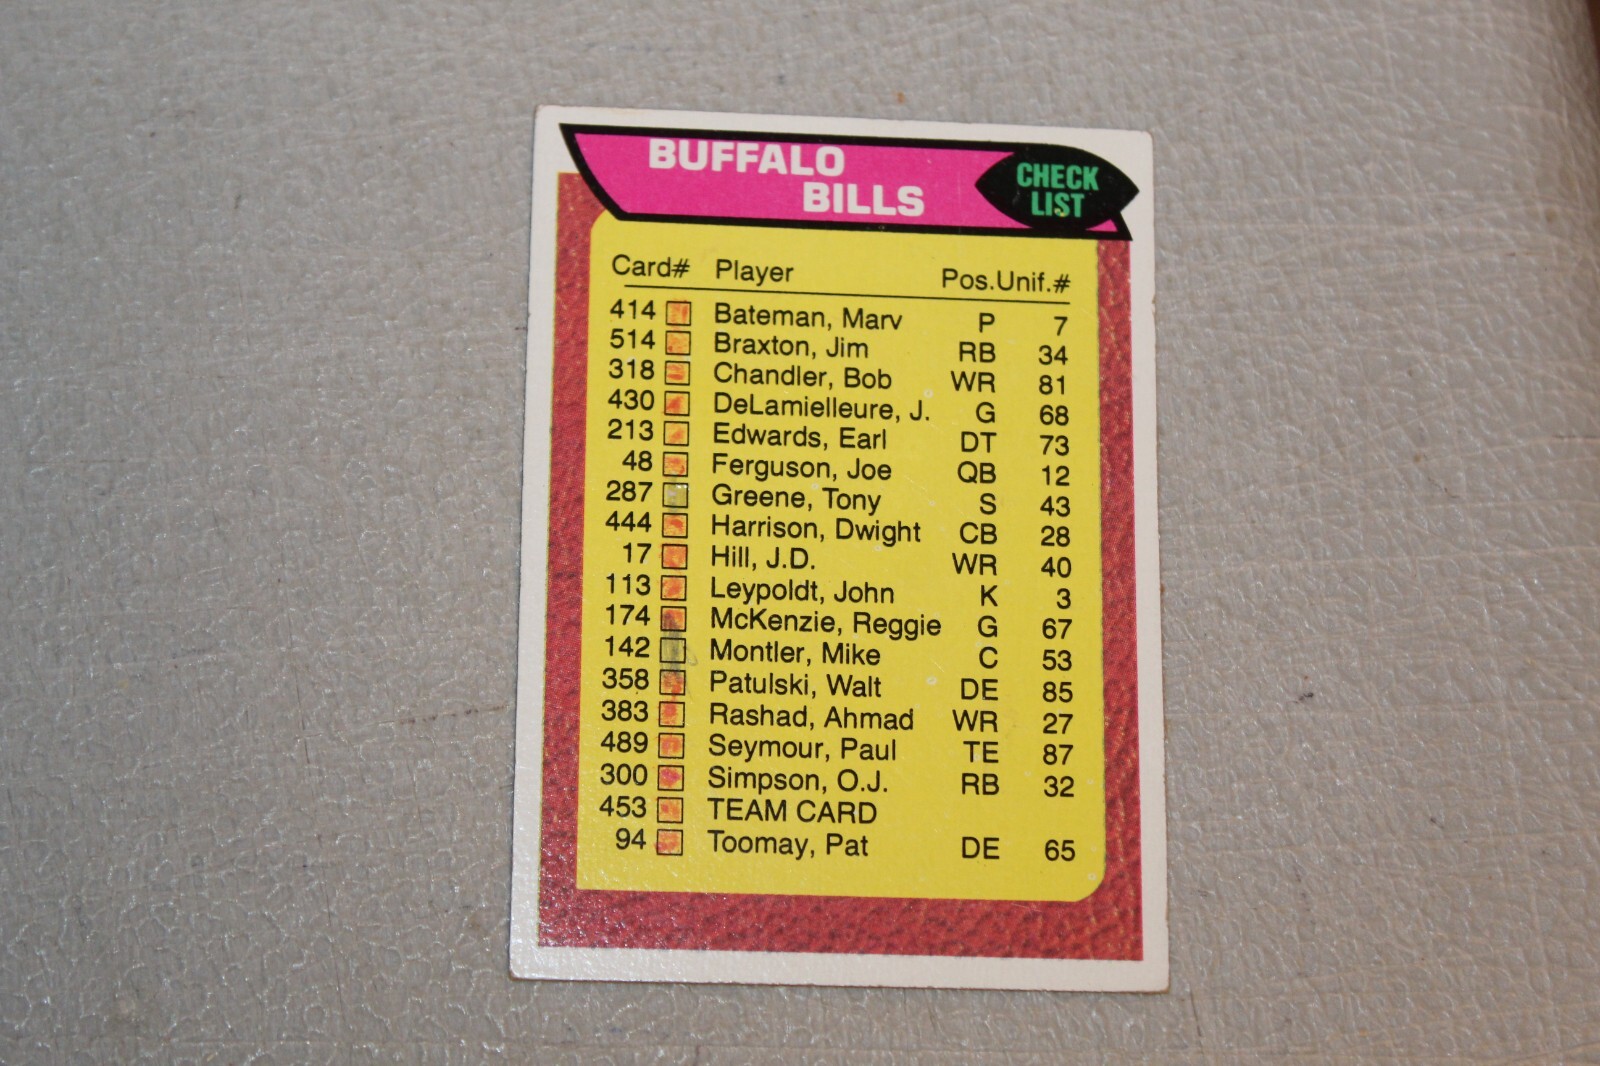 BUFFALO
BILLS
CHECK
LIST
Card# Player Pos. Unif.#
414 Bateman, Marv P 7
514 Braxton, Jim RB 34
318 Chandler, Bob WR 81
430 DeLamielleure, J. G 68
213 Edwards, Earl DT 73
48 Ferguson, Joe QB 12
287 Greene, Tony S 43
444 Harrison, Dwight CB 28
17 Hill, J.D. WR 40
113 Leypoldt, John K 3
174 McKenzie, Reggie G 67
142 Montler, Mike C 53
358 Patulski, Walt DE 85
383 Rashad, Ahmad WR 27
489 Seymour, Paul TE 87
300 Simpson, O.J. RB 32
453 TEAM CARD
94 Toomay, Pat DE 65